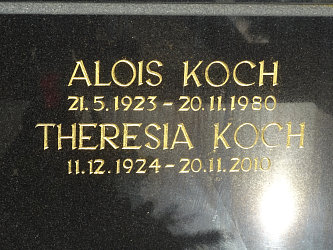 ALOIS KOCH
21.5.1923 – 20.11.1980
THERESIA KOCH
11.12.1924 – 20.11.2010